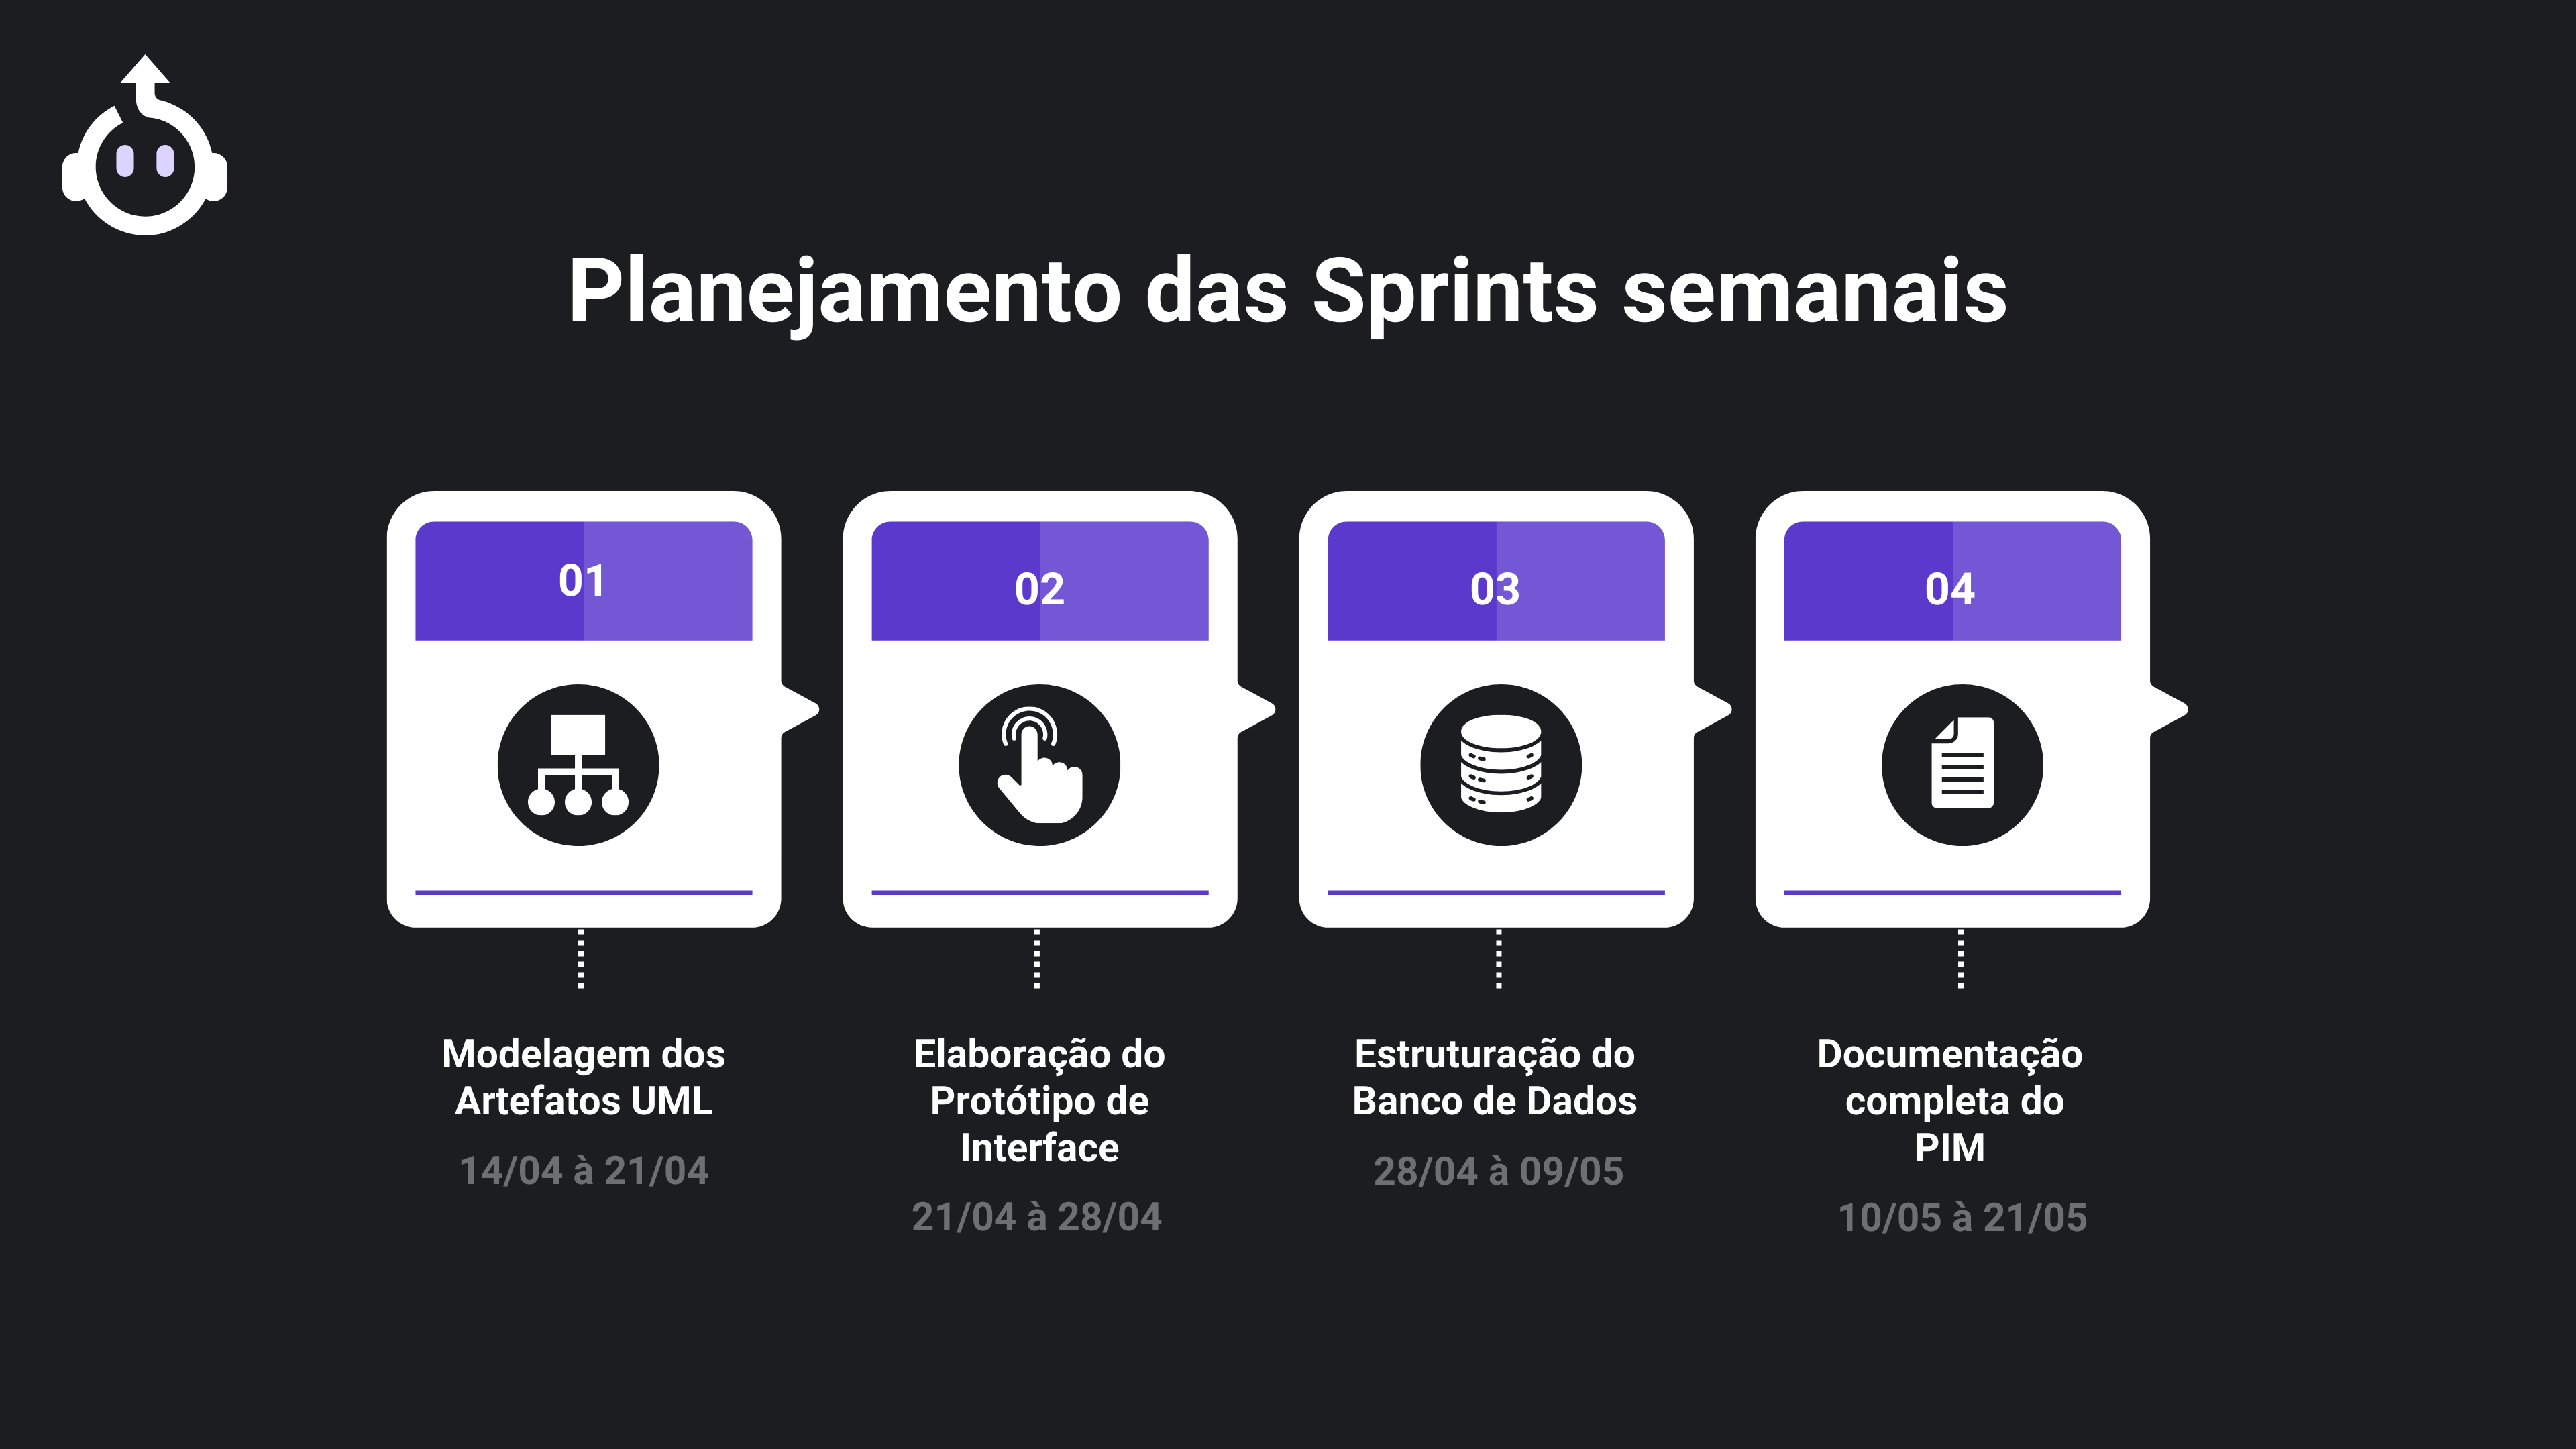 Planejamento das Sprints semanais
01
02
03
04
Modelagem dos
Artefatos UML
14/04 à 21/04
Elaboração do
Protótipo de
Interface
21/04 à 28/04
Estruturação do
Banco de Dados
28/04 à 09/05
Documentação
completa do
PIM
10/05 à 21/05